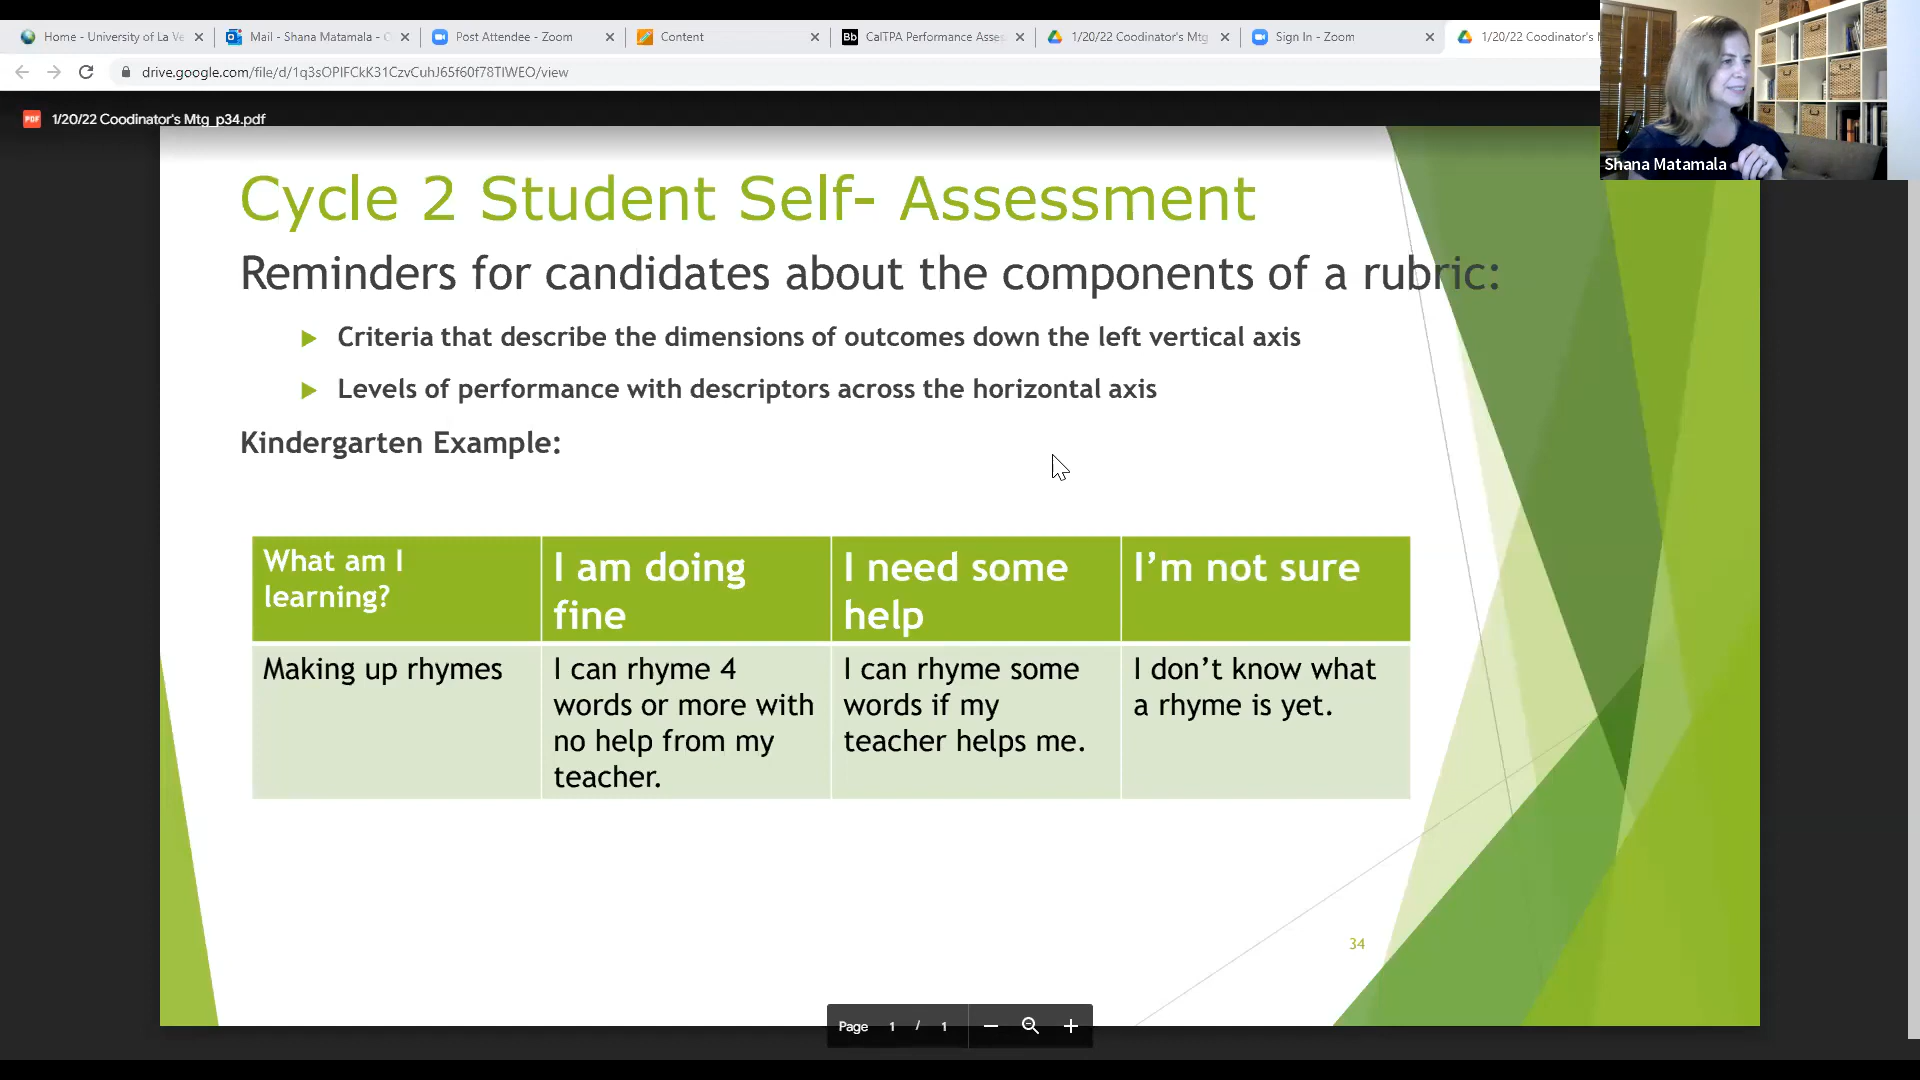 Home - University of La Ve
Mail - Shana Matamala - O
Post Attendee - Zoom
Content
Bb
CalTPA Performance Asses
1/20/22 Coordinator's Mtg
Sign In - Zoom
1/20/22 Coordinator's M
drive.google.com/file/d/1q3sOPIFCkK31CzvCuhJ65f60f78TIWEO/view
PDF
1/20/22 Coodinator's Mtg_p34.pdf
Shana Matamala
Cycle 2 Student Self- Assessment
Reminders for candidates about the components of a rubric:
Criteria that describe the dimensions of outcomes down the left vertical axis
Levels of performance with descriptors across the horizontal axis
Kindergarten Example:
What am I
learning?
I am doing
fine
I need some
help
I'm not sure
Making up rhymes
I can rhyme 4
words or more with
no help from my
teacher.
I can rhyme some
words if my
teacher helps me.
I don't know what
a rhyme is yet.
34
Page 1 / 1